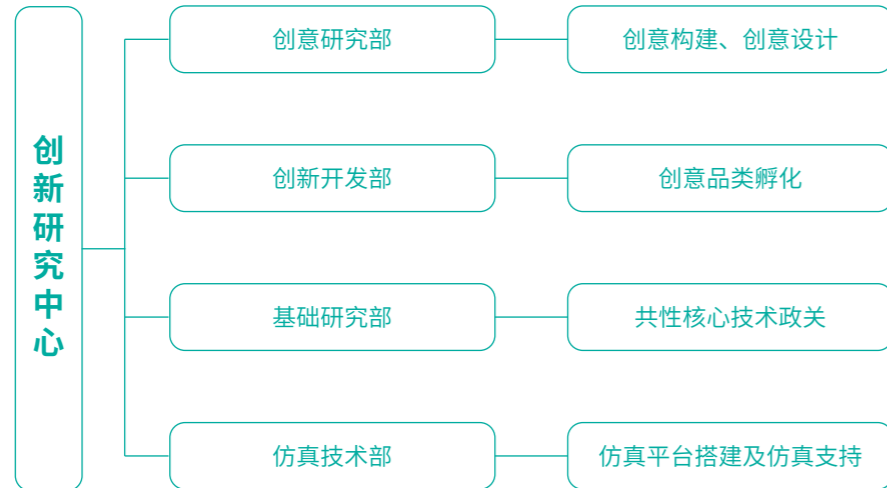 创新研究中心
创意研究部
创意构建、创意设计
创新开发部
创意品类孵化
基础研究部
共性核心技术政关
仿真技术部
仿真平台搭建及仿真支持